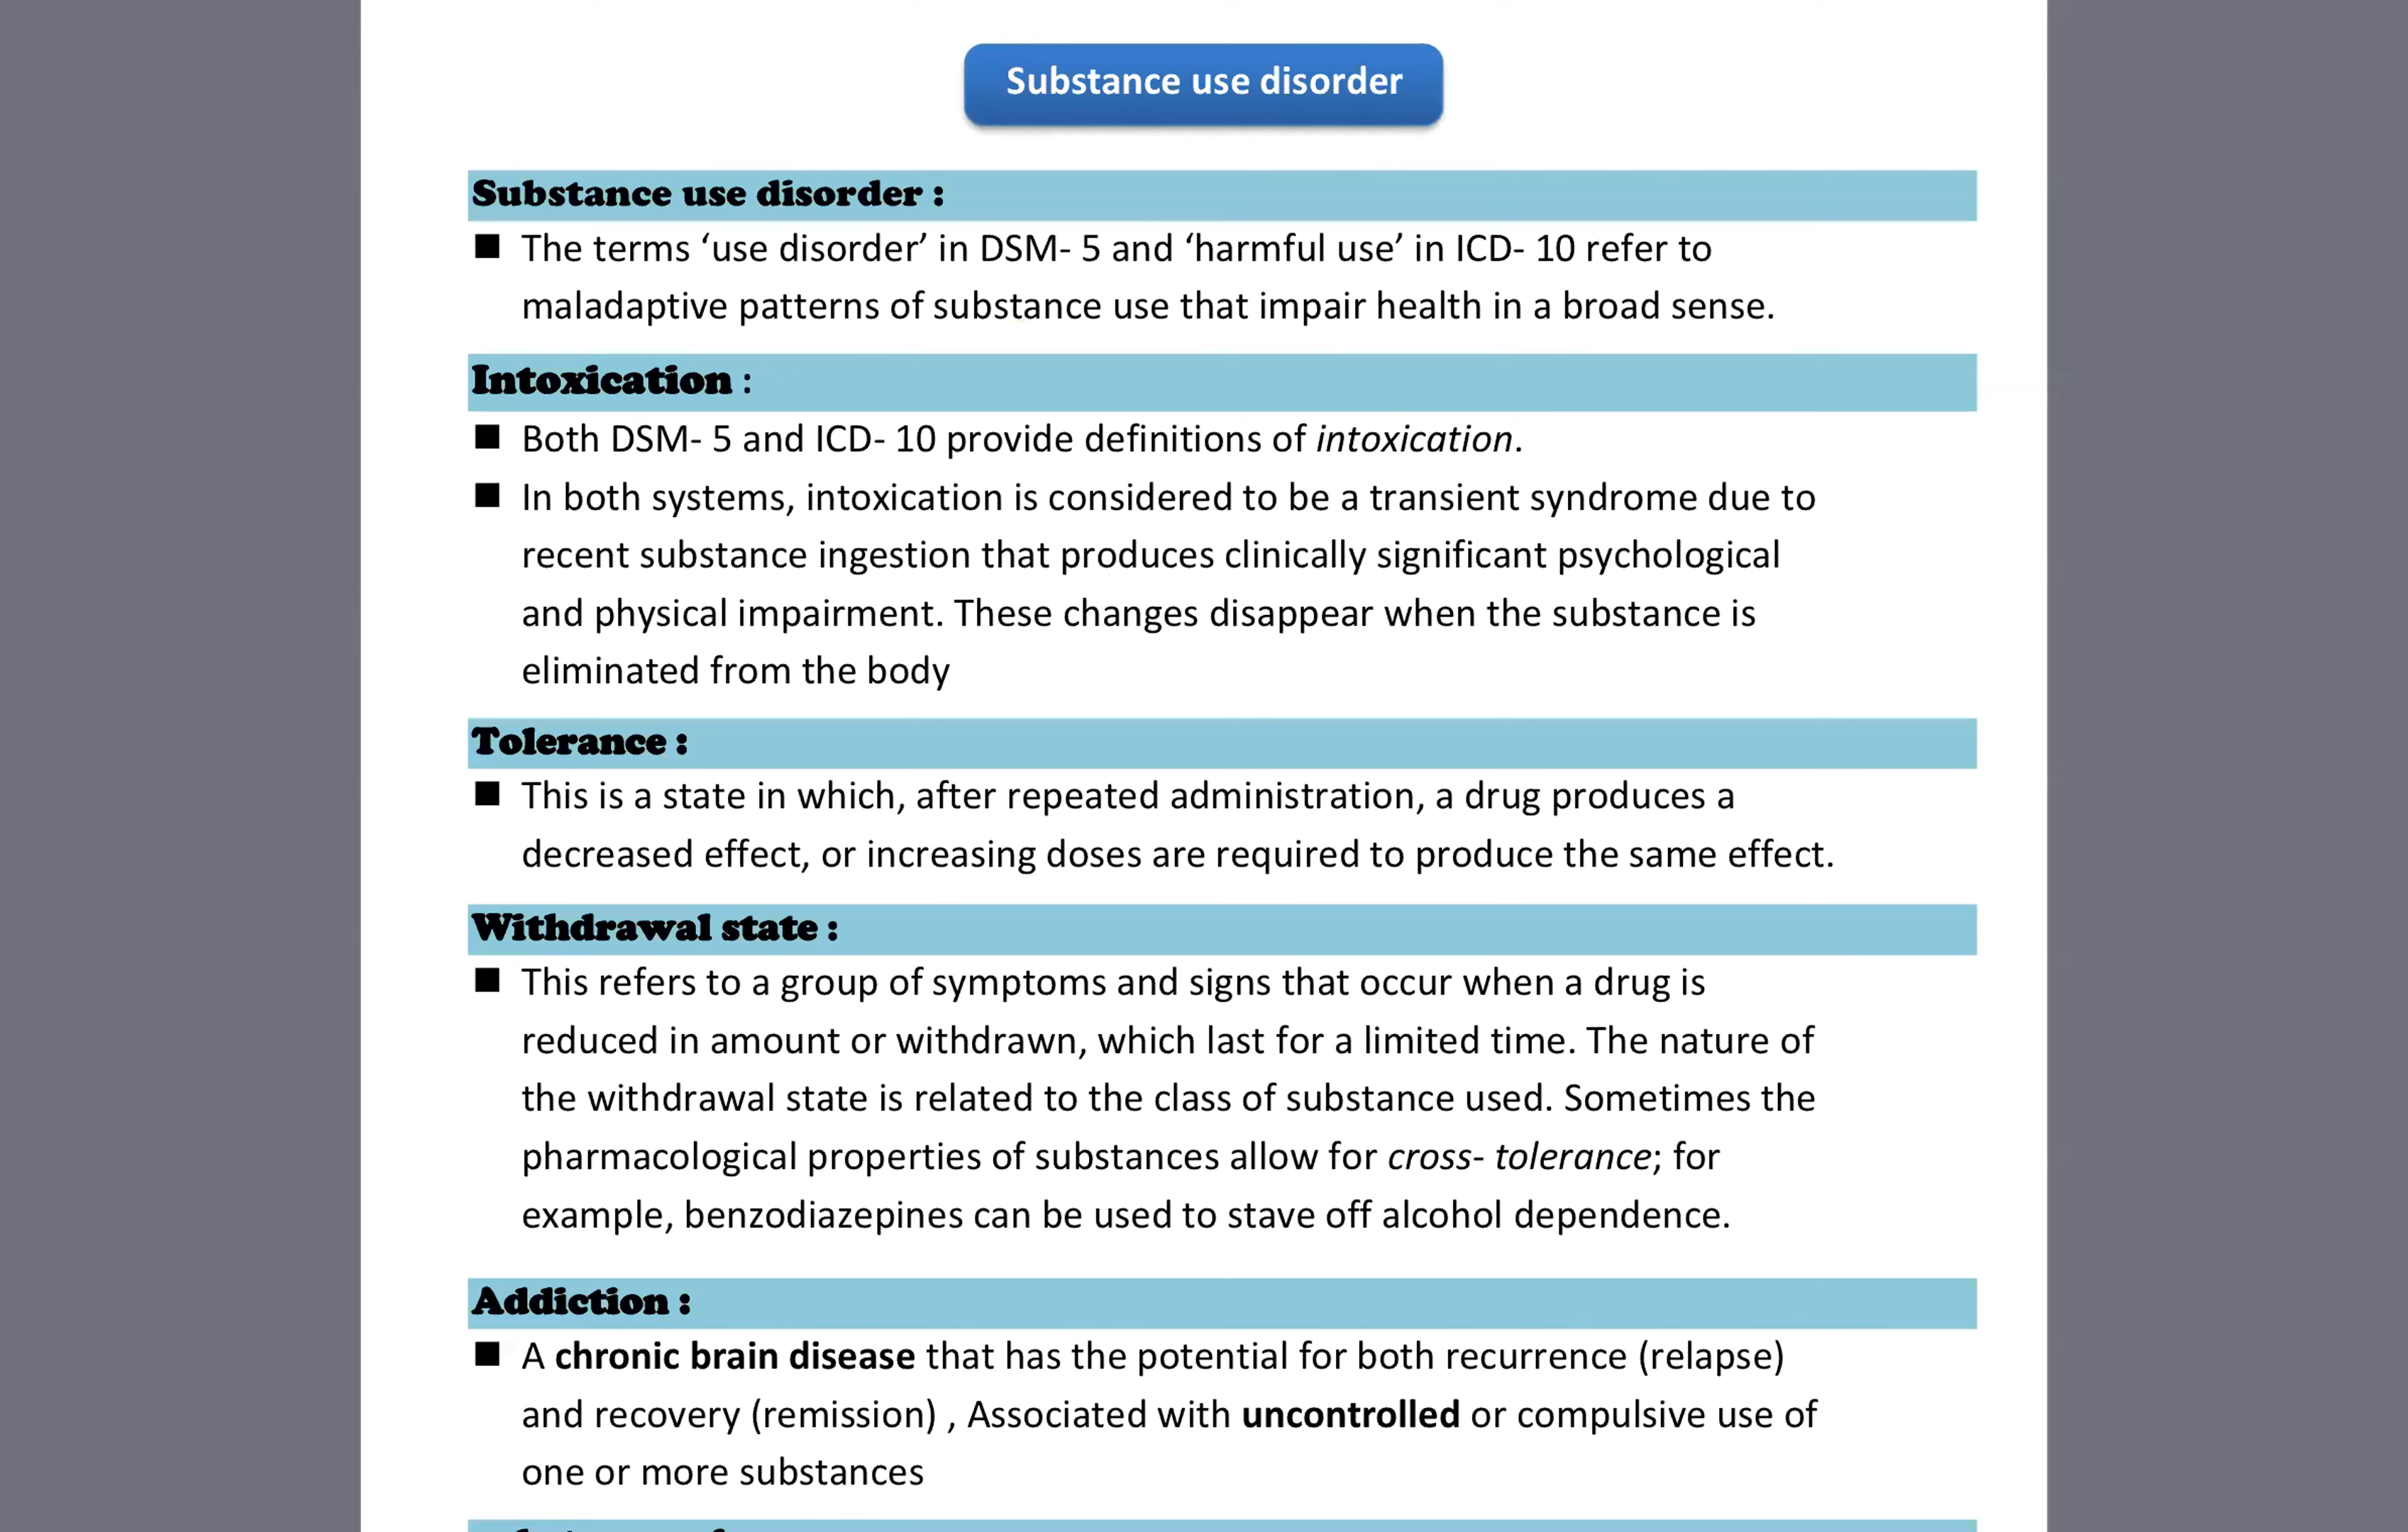 Substance use disorder
Substance use disorder :
■ The terms ‘use disorder’ in DSM- 5 and ‘harmful use’ in ICD- 10 refer to
maladaptive patterns of substance use that impair health in a broad sense.
Intoxication :
■ Both DSM- 5 and ICD- 10 provide definitions of intoxication.
■ In both systems, intoxication is considered to be a transient syndrome due to
recent substance ingestion that produces clinically significant psychological
and physical impairment. These changes disappear when the substance is
eliminated from the body
Tolerance :
■ This is a state in which, after repeated administration, a drug produces a
decreased effect, or increasing doses are required to produce the same effect.
Withdrawal state :
■ This refers to a group of symptoms and signs that occur when a drug is
reduced in amount or withdrawn, which last for a limited time. The nature of
the withdrawal state is related to the class of substance used. Sometimes the
pharmacological properties of substances allow for cross- tolerance; for
example, benzodiazepines can be used to stave off alcohol dependence.
Addiction :
■ A chronic brain disease that has the potential for both recurrence (relapse)
and recovery (remission) , Associated with uncontrolled or compulsive use of
one or more substances